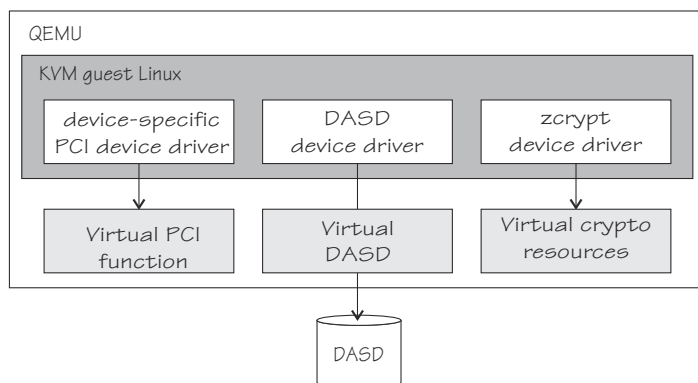 QEMU
KVM guest Linux
device-specific
PCI device driver
DASD
device driver
zcrypt
device driver
Virtual PCI
function
Virtual
DASD
Virtual crypto
resources
DASD